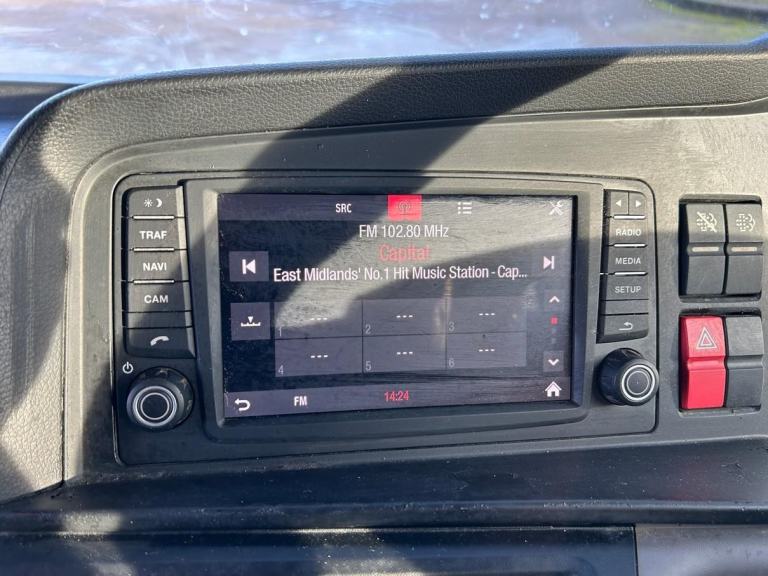 SRC
FM 102.80 MHz
Capital
East Midlands' No.1 Hit Music Station - Cap...
1 ---
2 ---
3 ---
4 ---
5 ---
6 ---
FM
14:24
TRAF
NAVI
CAM
RADIO
MEDIA
SETUP